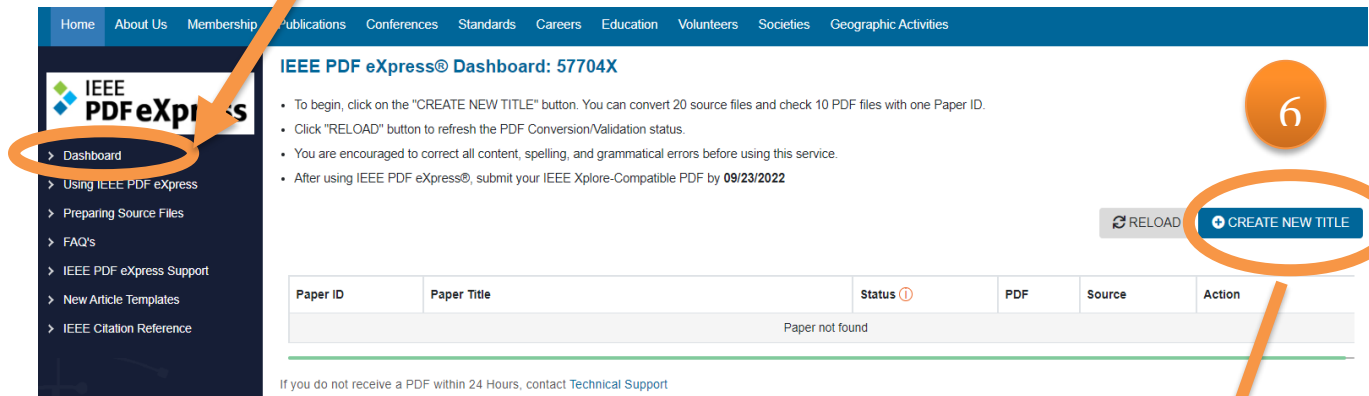 Home About Us Membership Publications Conferences Standards Careers Education Volunteers Societies Geographic Activities
IEEE
PDF eXpress
> Dashboard
> Using IEEE PDF eXpress
> Preparing Source Files
> FAQ's
> IEEE PDF eXpress Support
> New Article Templates
> IEEE Citation Reference
IEEE PDF eXpress® Dashboard: 57704X
• To begin, click on the "CREATE NEW TITLE" button. You can convert 20 source files and check 10 PDF files with one Paper ID.
• Click "RELOAD" button to refresh the PDF Conversion/Validation status.
• You are encouraged to correct all content, spelling, and grammatical errors before using this service.
• After using IEEE PDF eXpress®, submit your IEEE Xplore-Compatible PDF by 09/23/2022
6
RELOAD CREATE NEW TITLE
Paper ID Paper Title Status PDF Source Action
Paper not found
If you do not receive a PDF within 24 Hours, contact Technical Support